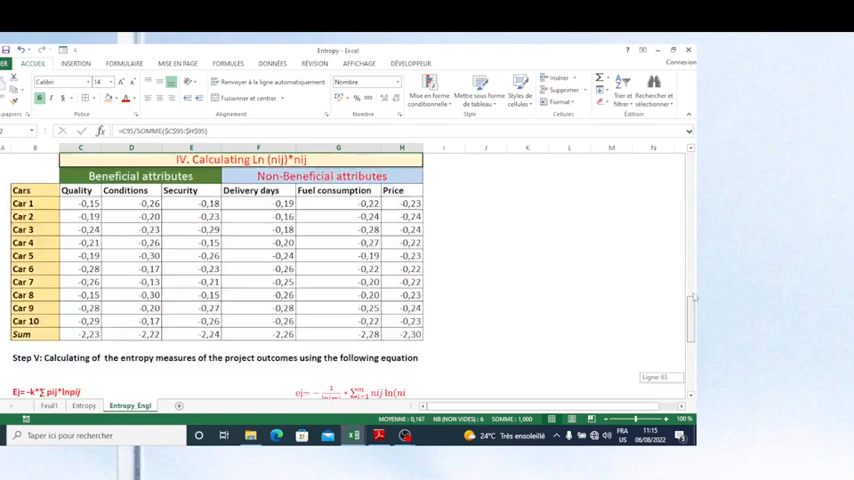 Entropy - Excel
ACCUEIL INSERTION FORMULAIRE MISE EN PAGE FORMULES DONNÉES RÉVISION AFFICHAGE DÉVELOPPEUR
Connexion
Calibri 14 Renvoyer à la ligne automatiquement Nombre Mise en forme conditionnelle Mettre sous forme de tableau Styles de cellules Insérer Supprimer Format Trier et filtrer Rechercher et sélectionner
G I S Fusionner et centrer
=C95/SOMME($C$95:$H$95)
B C D E F G H I J K L M N
IV. Calculating Ln (nij)*nij
Beneficial attributes Non-Beneficial attributes
Cars Quality Conditions Security Delivery days Fuel consumption Price
Car 1 -0,15 -0,26 -0,18 -0,19 -0,22 -0,23
Car 2 -0,19 -0,20 -0,23 -0,16 -0,24 -0,24
Car 3 -0,24 -0,23 -0,29 -0,18 -0,28 -0,24
Car 4 -0,21 -0,26 -0,15 -0,20 -0,27 -0,22
Car 5 -0,19 -0,30 -0,26 -0,24 -0,19 -0,23
Car 6 -0,28 -0,17 -0,23 -0,26 -0,22 -0,22
Car 7 -0,26 -0,13 -0,21 -0,25 -0,20 -0,22
Car 8 -0,15 -0,30 -0,15 -0,26 -0,20 -0,23
Car 9 -0,28 -0,20 -0,27 -0,28 -0,25 -0,24
Car 10 -0,29 -0,17 -0,26 -0,26 -0,22 -0,23
Sum -2,23 -2,22 -2,24 -2,26 -2,28 -2,30
Step V: Calculating of the entropy measures of the project outcomes using the following equation
Ligne: 63
Ej= -k*∑ pij*lnpij
Feuil1 Entropy Entropy_Engl
MOYENNE : 0,167 NB (NON VIDES) : 6 SOMME : 1,000 100 %
Taper ici pour rechercher 24°C Très ensoleillé FRA 11:15
US 06/08/2022